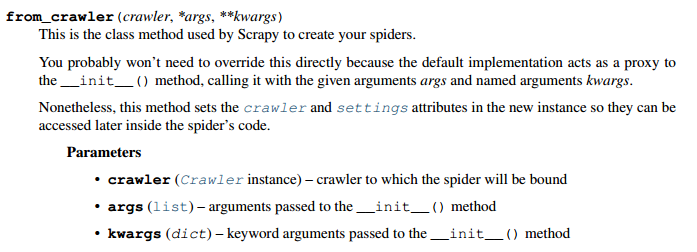 from_crawler(crawler, *args, **kwargs)
This is the class method used by Scrapy to create your spiders.
You probably won't need to override this directly because the default implementation acts as a proxy to
the __init__() method, calling it with the given arguments args and named arguments kwargs.
Nonetheless, this method sets the crawler and settings attributes in the new instance so they can be
accessed later inside the spider's code.
Parameters
• crawler (Crawler instance) – crawler to which the spider will be bound
• args (list) – arguments passed to the __init__() method
• kwargs (dict) – keyword arguments passed to the __init__() method